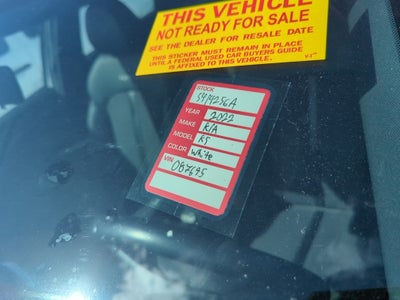 THIS VEHICLE
NOT READY FOR SALE
SEE THE DEALER FOR RESALE DATE
THIS STICKER MUST REMAIN IN PLACE
UNTIL A FEDERAL USED CAR BUYERS GUIDE
IS AFFIXED TO THIS VEHICLE.
STOCK
YEAR 2022
MAKE KIA
MODEL K5
COLOR White
VIN 087695